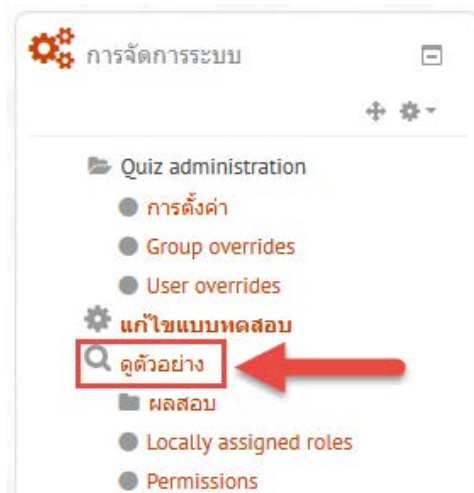 การจัดการระบบ
Quiz administration
การตั้งค่า
Group overrides
User overrides
แก้ไขแบบทดสอบ
ดูตัวอย่าง
ผลสอบ
Locally assigned roles
Permissions